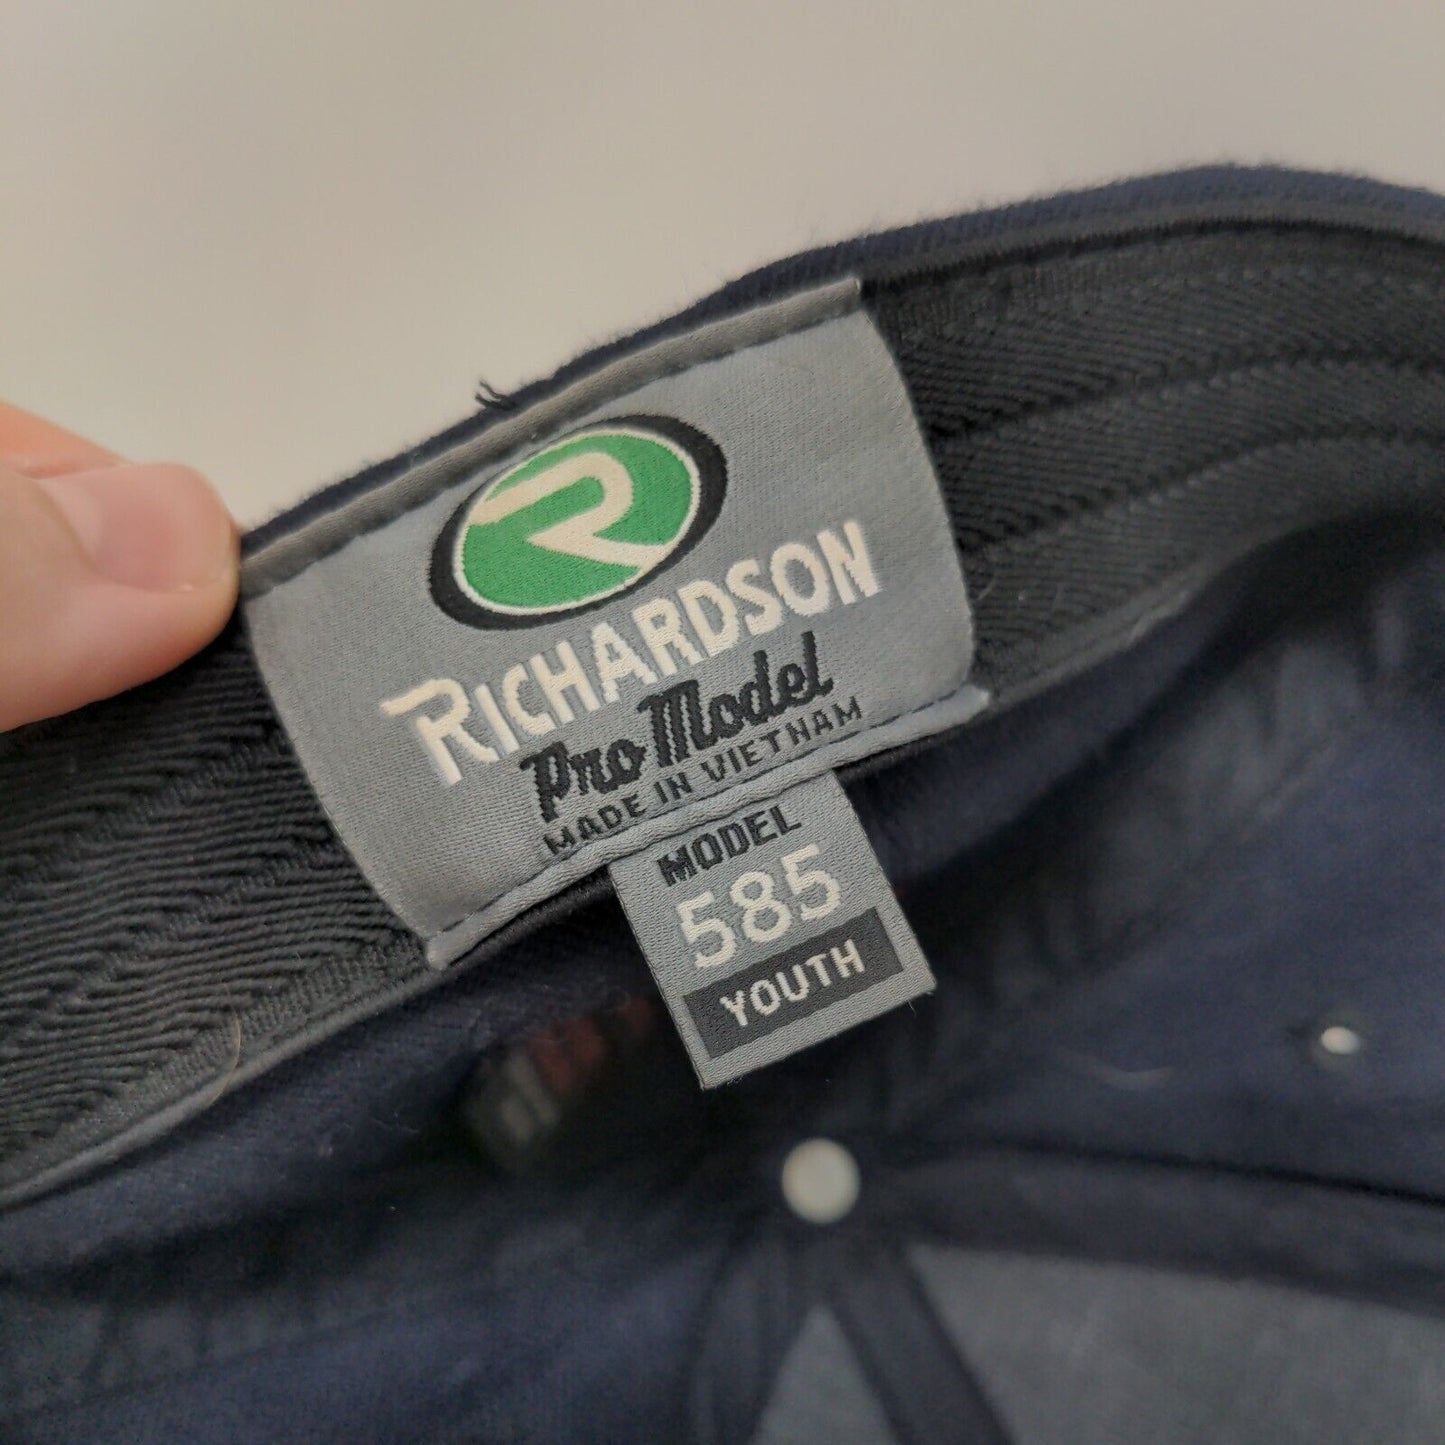 R
RICHARDSON
Pro Model
MADE IN VIETNAM
MODEL
585
YOUTH